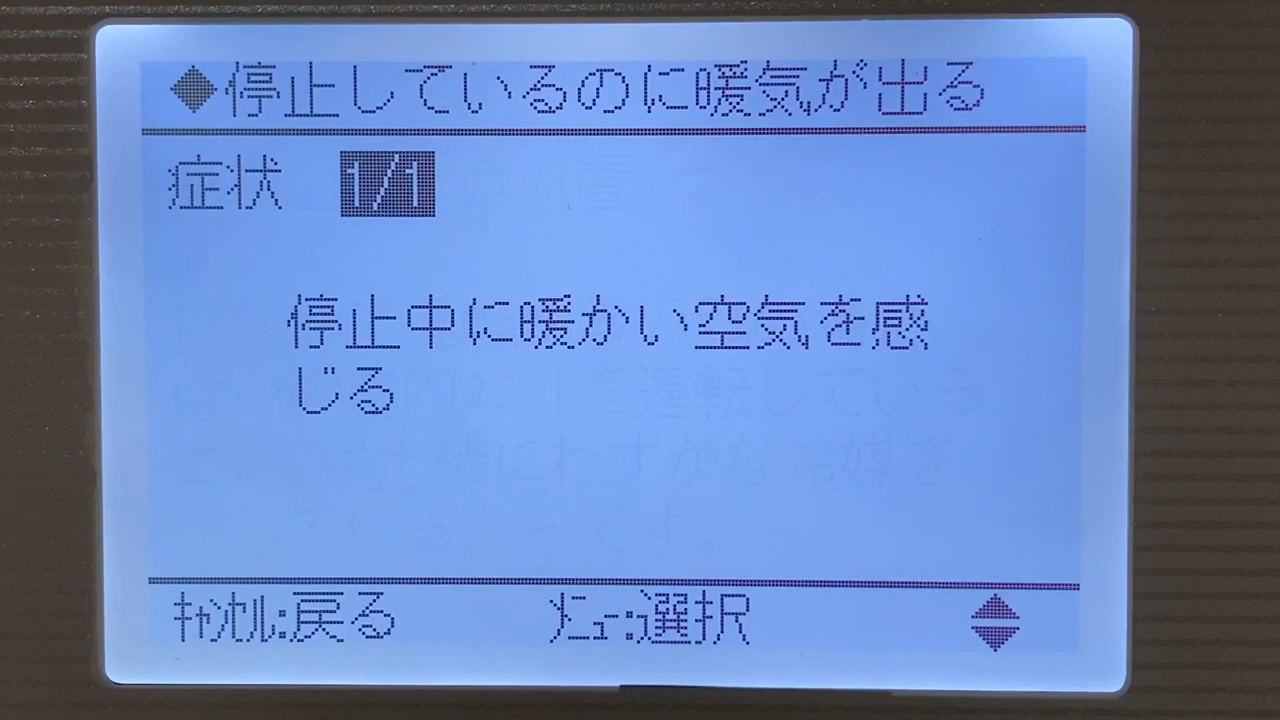 ◆停止しているのに暖気が出る
症状 1/1
停止中に暖かい空気を感
じる
ｷｬﾝｾﾙ:戻る ﾒﾆｭｰ:選択